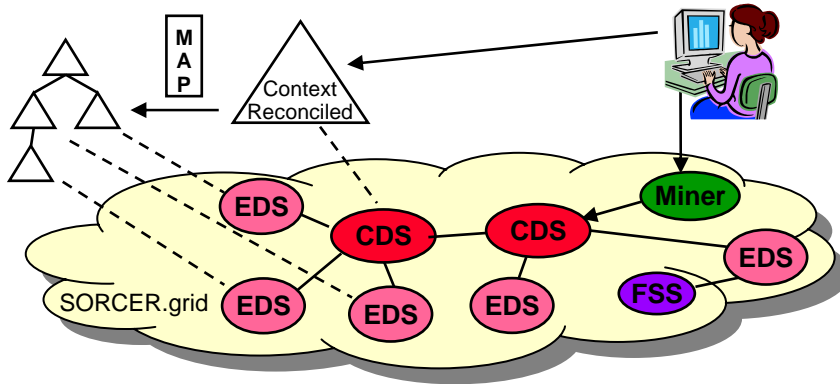 M
A
P
Context
Reconciled
EDS
CDS
CDS
Miner
EDS
SORCER.grid
EDS
EDS
EDS
FSS